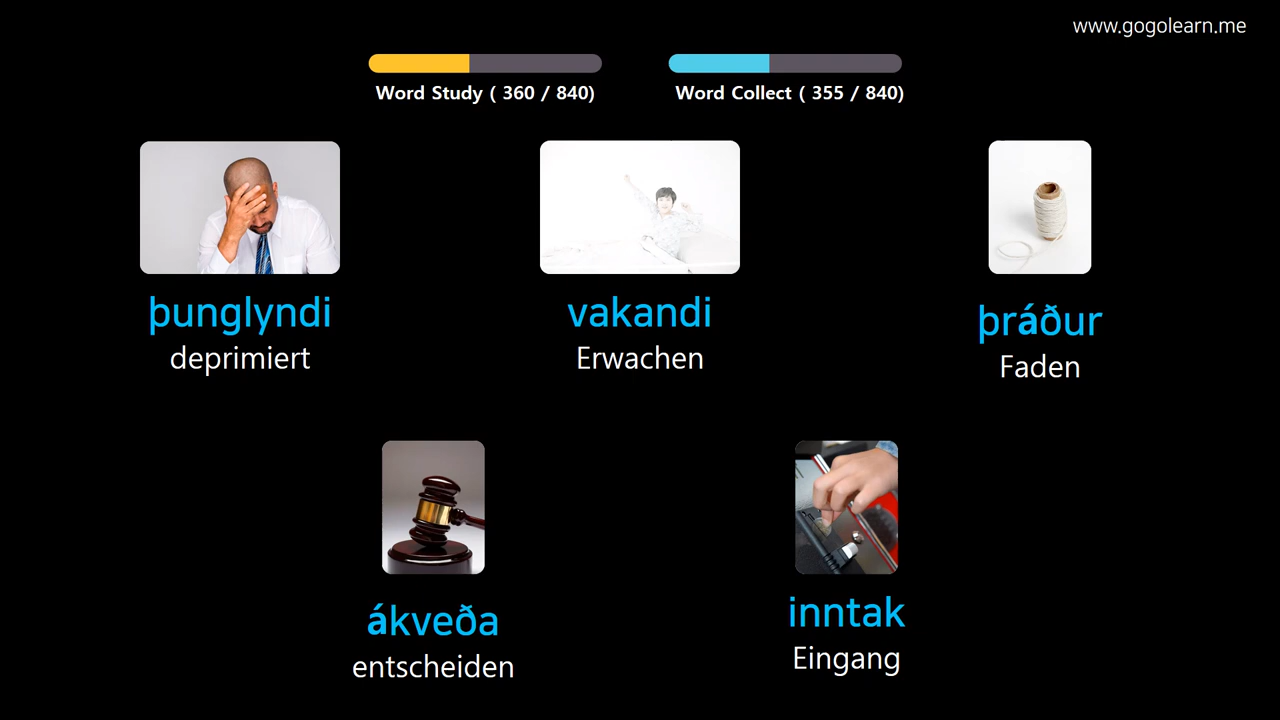 www.gogolearn.me
Word Study ( 360 / 840)
Word Collect ( 355 / 840)
þunglyndi
deprimiert
vakandi
Erwachen
þráður
Faden
ákveða
entscheiden
inntak
Eingang